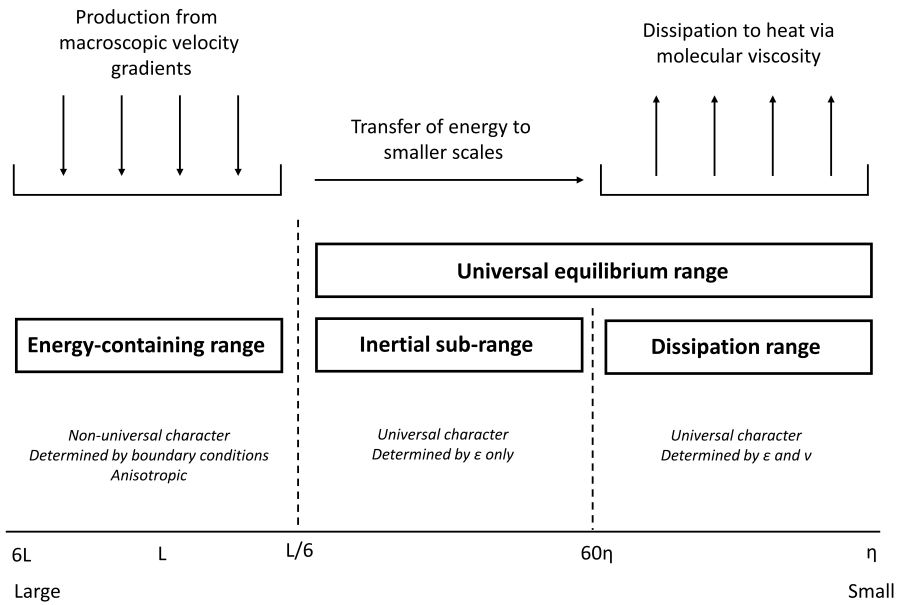 Production from
macroscopic velocity
gradients
Dissipation to heat via
molecular viscosity
Transfer of energy to
smaller scales
Universal equilibrium range
Energy-containing range
Inertial sub-range
Dissipation range
Non-universal character
Determined by boundary conditions
Anisotropic
Universal character
Determined by ε only
Universal character
Determined by ε and ν
6L
L
L/6
60η
η
Large
Small